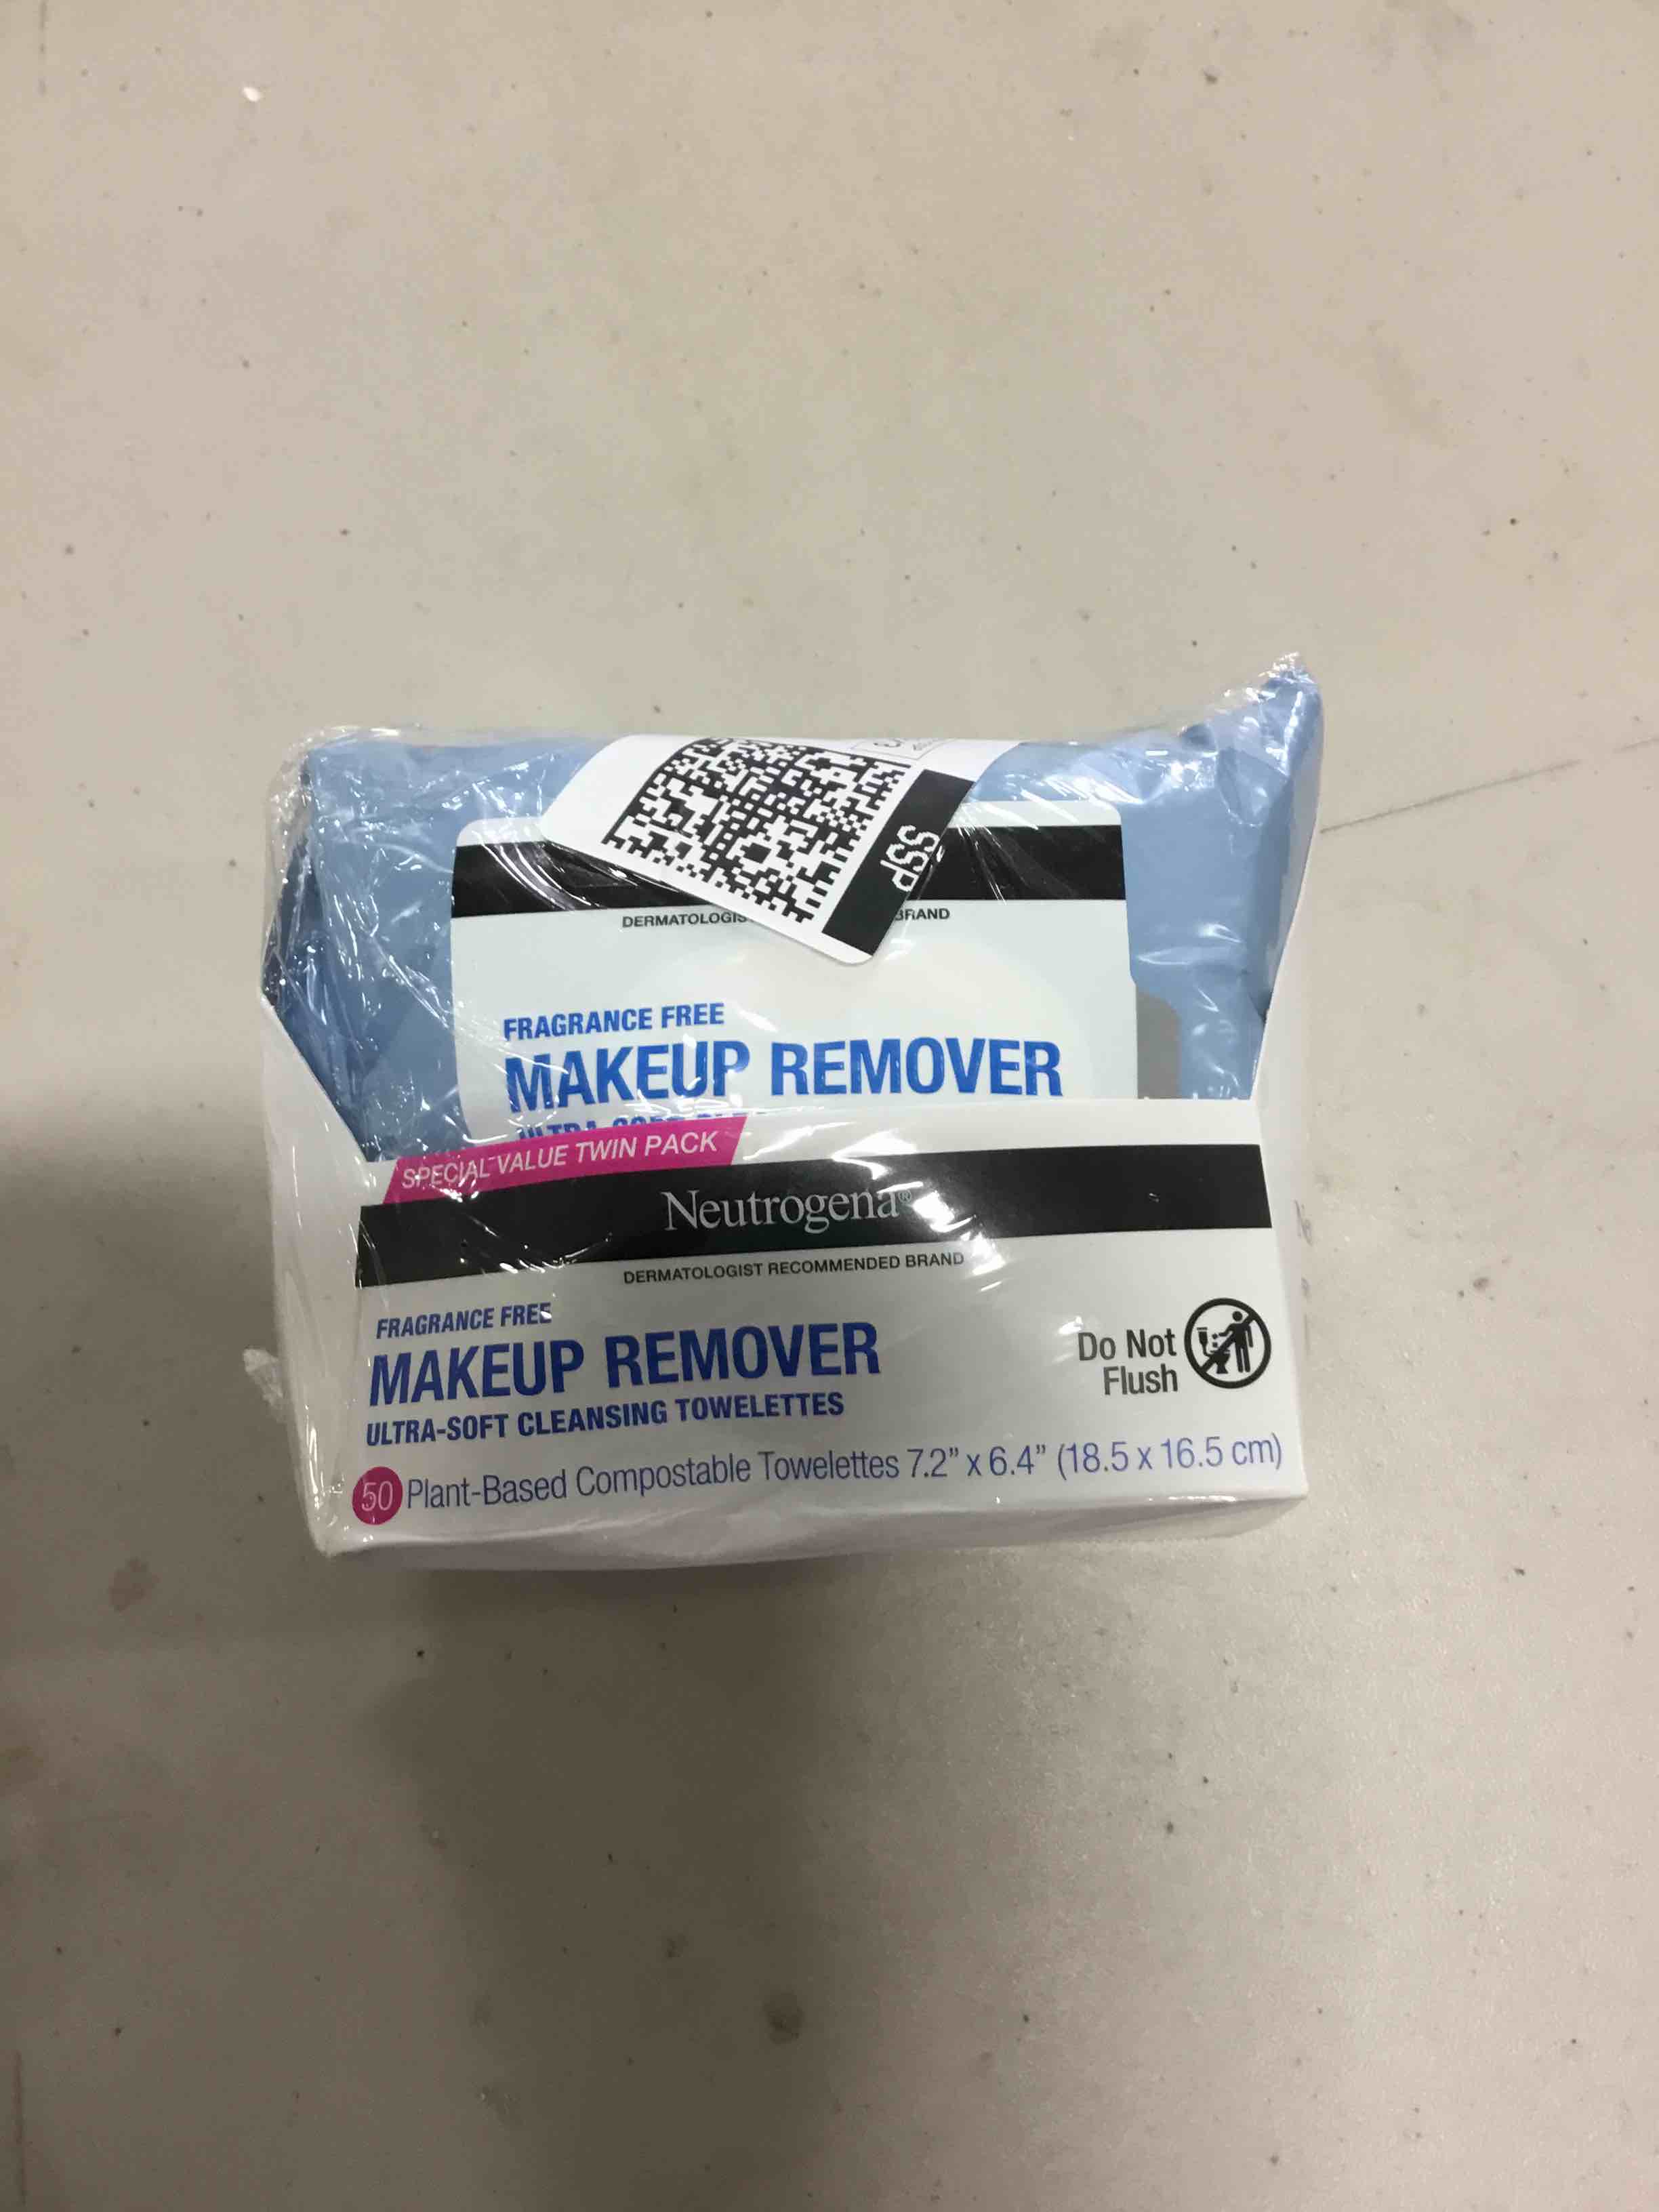 SSP
DERMATOLOGIS BRAND
FRAGRANCE FREE
MAKEUP REMOVER
SPECIAL VALUE TWIN PACK
Neutrogena®
DERMATOLOGIST RECOMMENDED BRAND
FRAGRANCE FREE
MAKEUP REMOVER
ULTRA-SOFT CLEANSING TOWELETTES
Do Not
Flush
50 Plant-Based Compostable Towelettes 7.2” x 6.4” (18.5 x 16.5 cm)